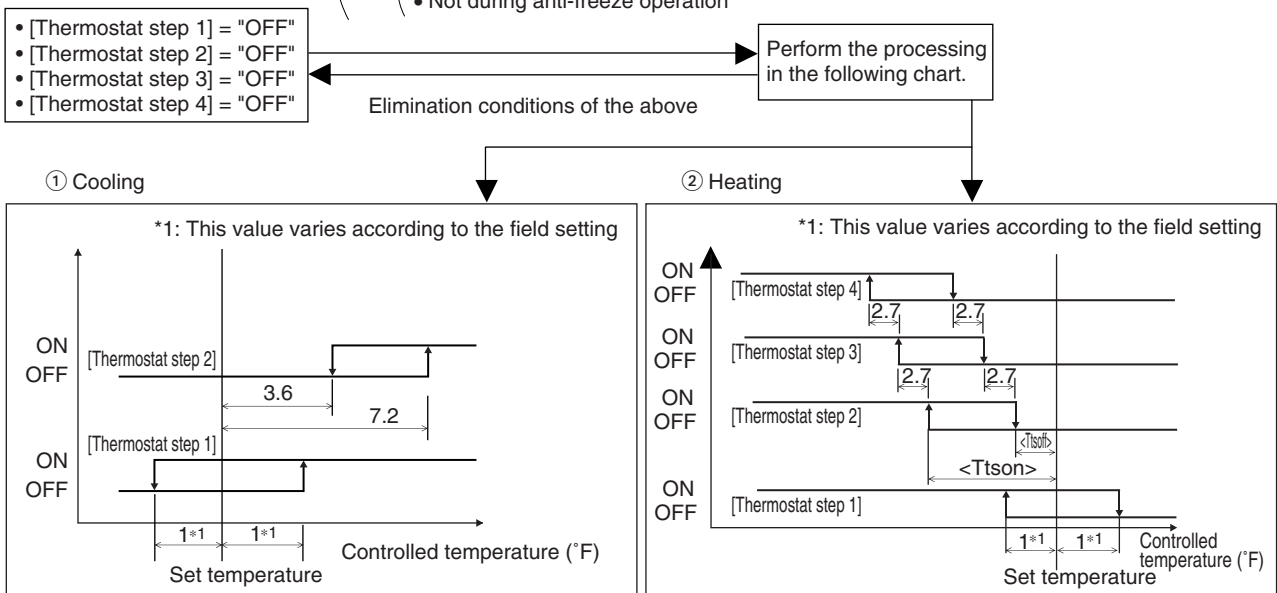 • Not during anti-freeze operation
• [Thermostat step 1] = "OFF"
• [Thermostat step 2] = "OFF"
• [Thermostat step 3] = "OFF"
• [Thermostat step 4] = "OFF"
Perform the processing
in the following chart.
Elimination conditions of the above
① Cooling
*1: This value varies according to the field setting
ON
OFF
[Thermostat step 2]
3.6
7.2
[Thermostat step 1]
ON
OFF
1*1
1*1
Controlled temperature (˚F)
Set temperature
② Heating
*1: This value varies according to the field setting
ON
OFF
[Thermostat step 4]
2.7
2.7
ON
OFF
[Thermostat step 3]
2.7
2.7
ON
OFF
[Thermostat step 2]
<Ttsoff>
<Ttson>
ON
OFF
[Thermostat step 1]
1*1
1*1
Controlled
temperature (˚F)
Set temperature